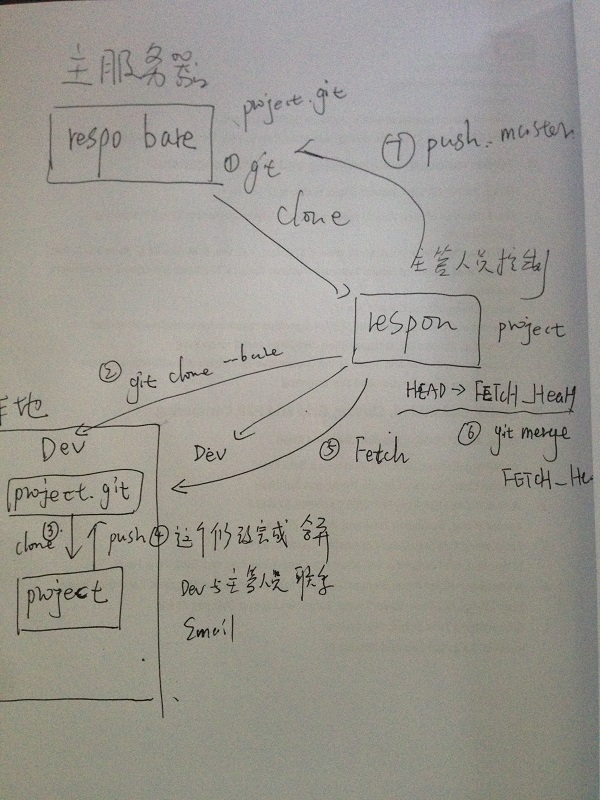 主服务器
project.git
respo bare
① git
clone
⑦ push. master
主管人员控制
respon
project
② git clone --bare
HEAD → FETCH_HeaH
⑥ git merge
FETCH_He
本地
Dev
Dev
⑤ Fetch
project.git
③
clone
push ④ 这个修改完成 合并
project
Dev与主管人员 联系
Email